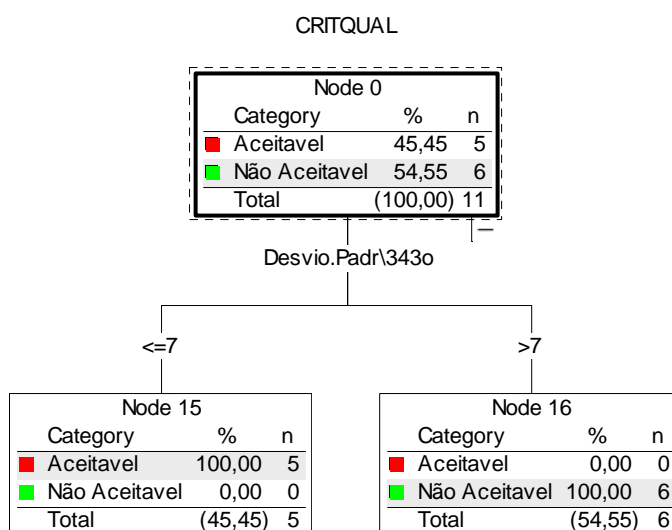 CRITQUAL
Node 0
Category % n
Aceitavel 45,45 5
Não Aceitavel 54,55 6
Total (100,00) 11
Desvio.Padr\343o
<=7
>7
Node 15
Category % n
Aceitavel 100,00 5
Não Aceitavel 0,00 0
Total (45,45) 5
Node 16
Category % n
Aceitavel 0,00 0
Não Aceitavel 100,00 6
Total (54,55) 6